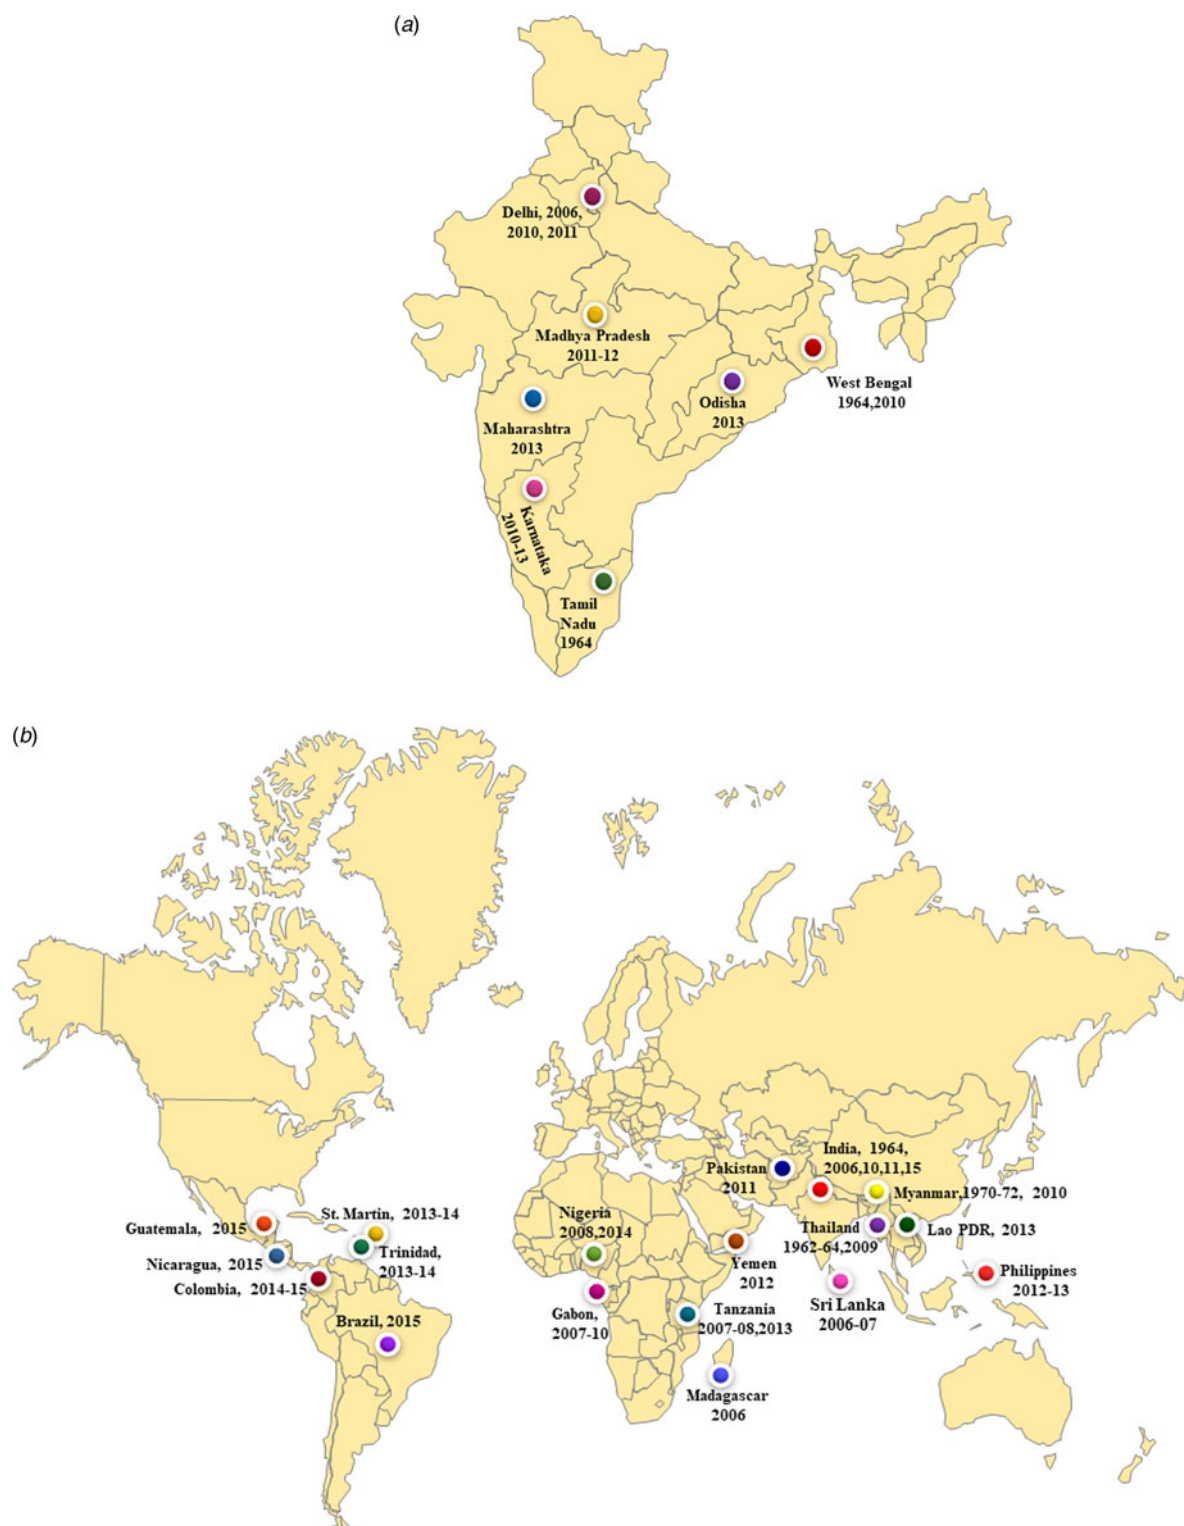 (a)
Delhi, 2006,
2010, 2011
Madhya Pradesh
2011-12
West Bengal
1964,2010
Odisha
2013
Maharashtra
2013
Karnataka
2010-13
Tamil
Nadu
1964
(b)
India, 1964,
2006,10,11,15
Pakistan
2011
Myanmar,1970-72, 2010
St. Martin, 2013-14
Guatemala, 2015
Nigeria
2008,2014
Thailand
1962-64,2009
Lao PDR, 2013
Trinidad,
2013-14
Nicaragua, 2015
Yemen
2012
Colombia, 2014-15
Philippines
2012-13
Sri Lanka
2006-07
Gabon,
2007-10
Tanzania
2007-08,2013
Brazil, 2015
Madagascar
2006